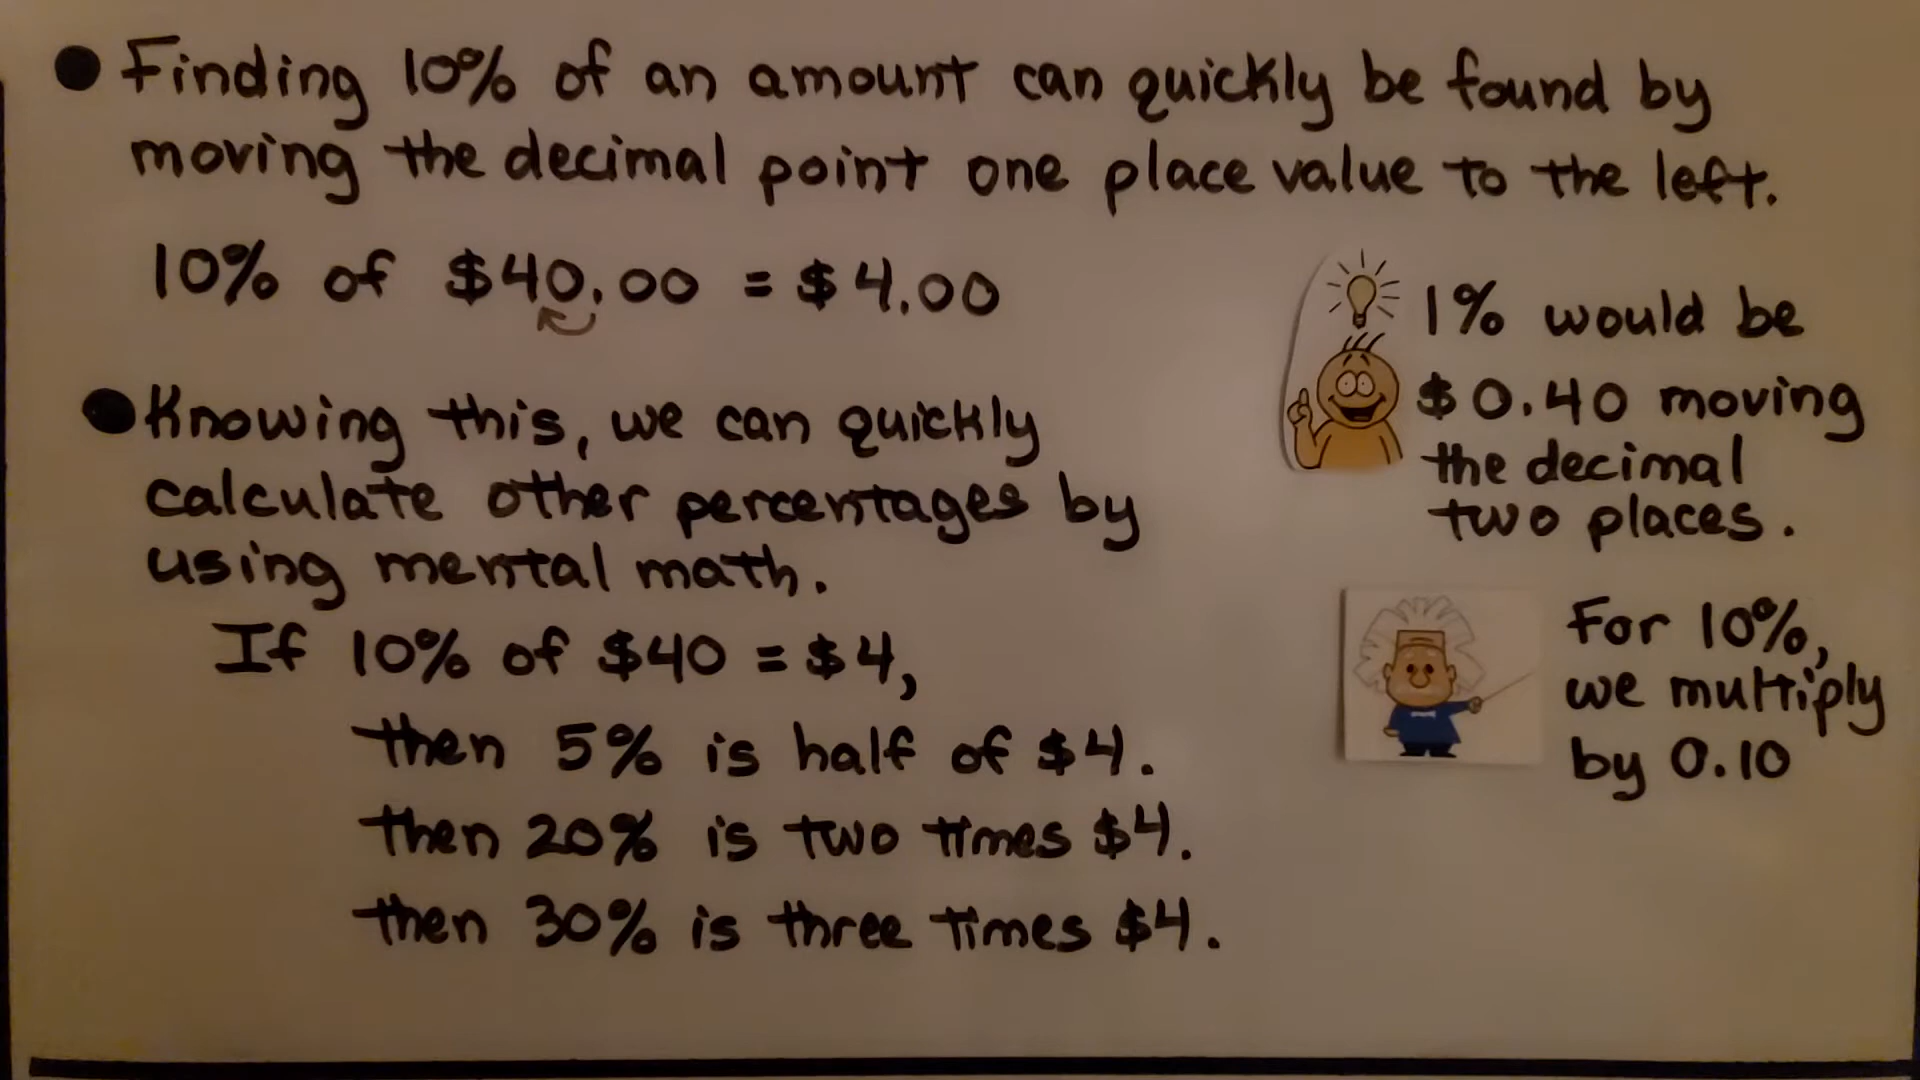 ● Finding 10% of an amount can quickly be found by
moving the decimal point one place value to the left.
10% of $40.00 = $4.00
● Knowing this, we can quickly
calculate other percentages by
using mental math.
If 10% of $40 = $4,
then 5% is half of $4.
then 20% is two times $4.
then 30% is three times $4.
1% would be
$0.40 moving
the decimal
two places.
For 10%,
we multiply
by 0.10